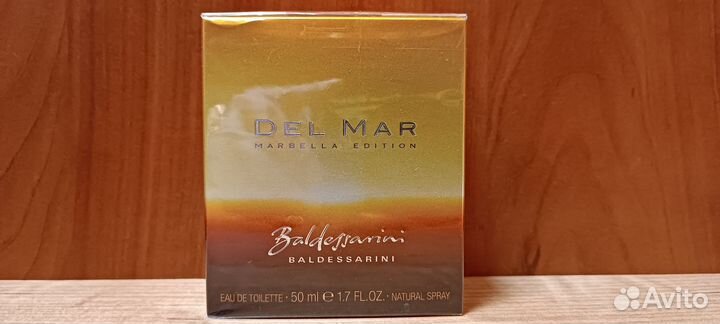 DEL MAR
MARBELLA EDITION
Baldessarini
BALDESSARINI
EAU DE TOILETTE · 50 ml ℮ 1.7 FL.OZ. · NATURAL SPRAY
Avito